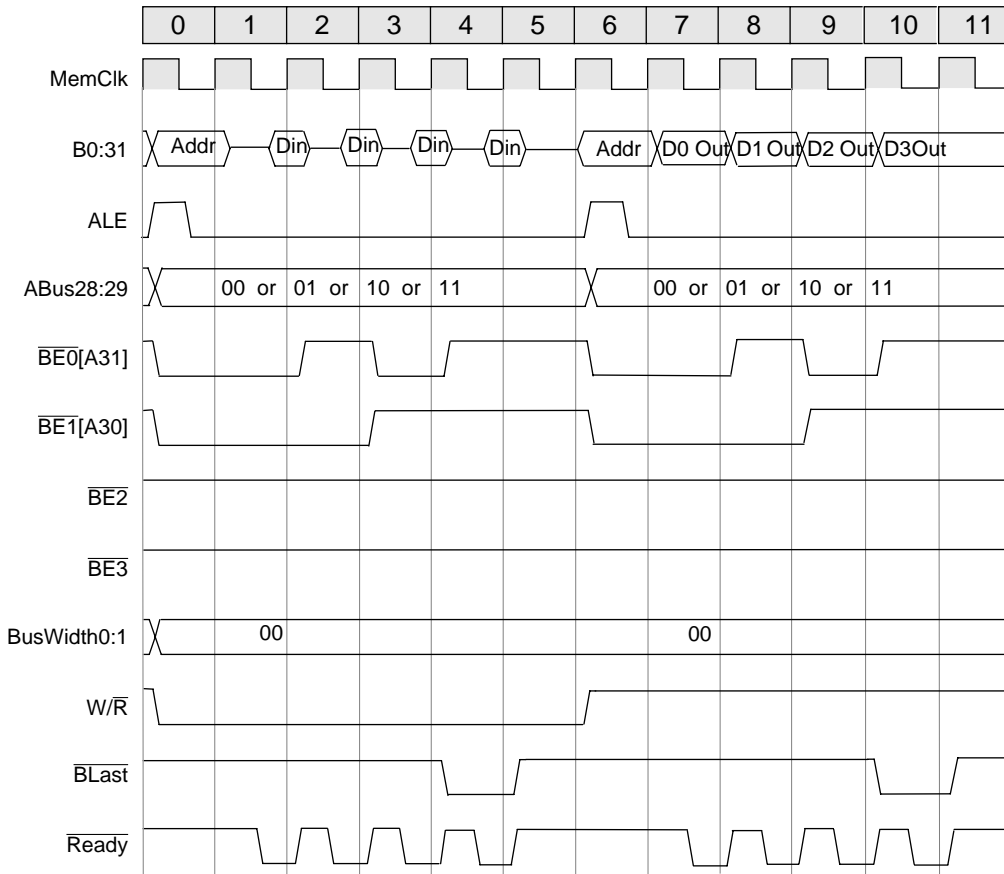 0 1 2 3 4 5 6 7 8 9 10 11
MemClk
B0:31 Addr Din Din Din Din Addr D0 Out D1 Out D2 Out D3Out
ALE
ABus28:29 00 or 01 or 10 or 11 00 or 01 or 10 or 11
BE0[A31]
BE1[A30]
BE2
BE3
BusWidth0:1 00 00
W/R
BLast
Ready